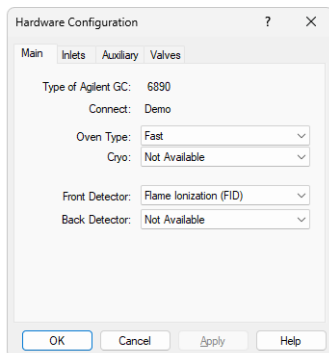 Hardware Configuration ? ×
Main Inlets Auxiliary Valves
Type of Agilent GC: 6890
Connect: Demo
Oven Type: Fast
Cryo: Not Available
Front Detector: Flame Ionization (FID)
Back Detector: Not Available
OK Cancel Apply Help